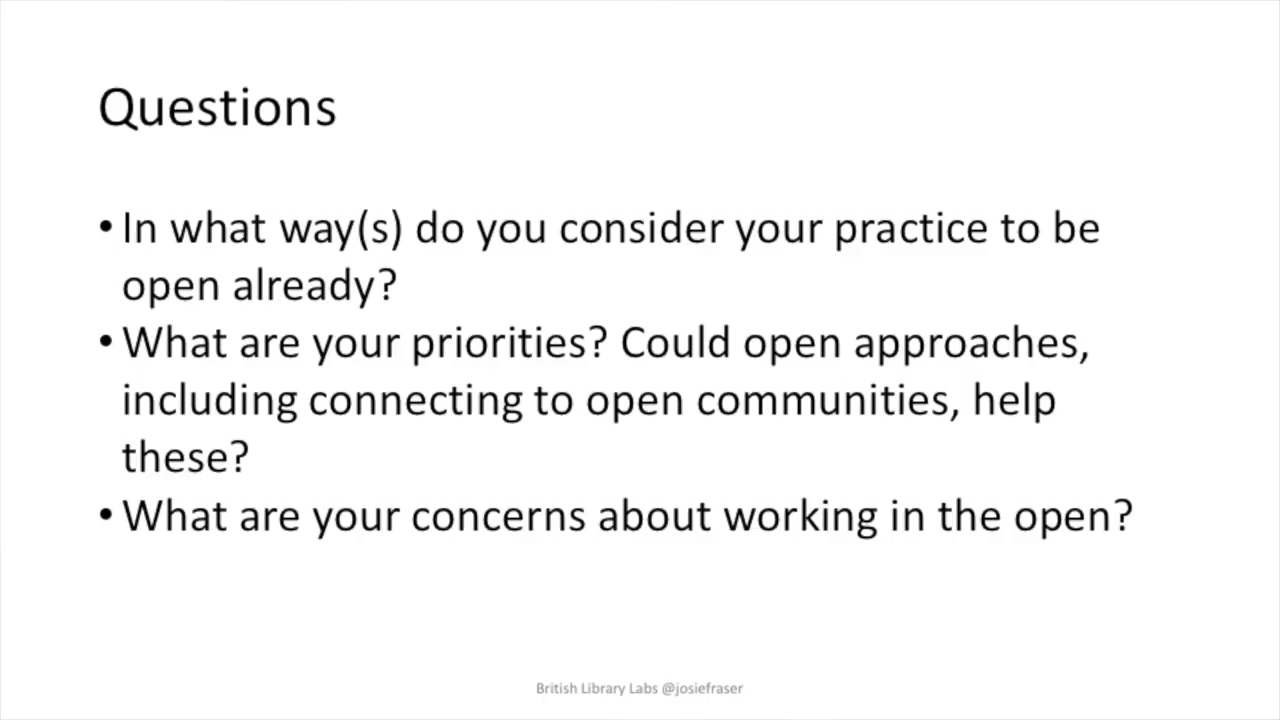 Questions
• In what way(s) do you consider your practice to be
open already?
• What are your priorities? Could open approaches,
including connecting to open communities, help
these?
• What are your concerns about working in the open?
British Library Labs @josiefraser